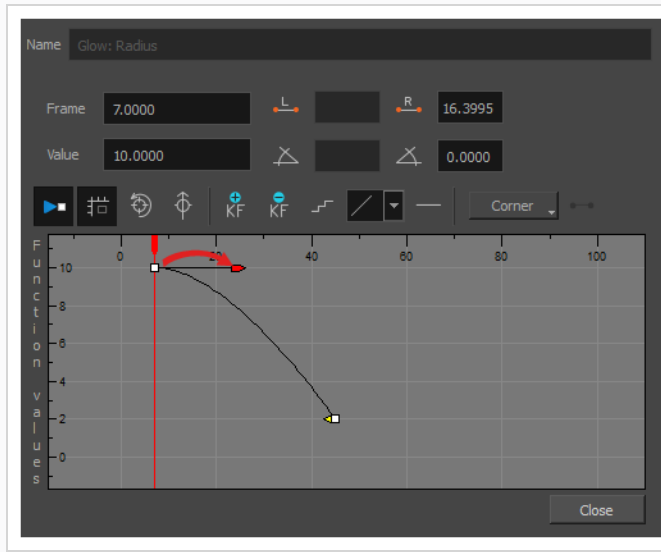 Name Glow: Radius
Frame 7.0000 L R 16.3995
Value 10.0000 0.0000
KF KF Corner
Function values
0 20 40 60 80 100
10
8
6
4
2
0
Close